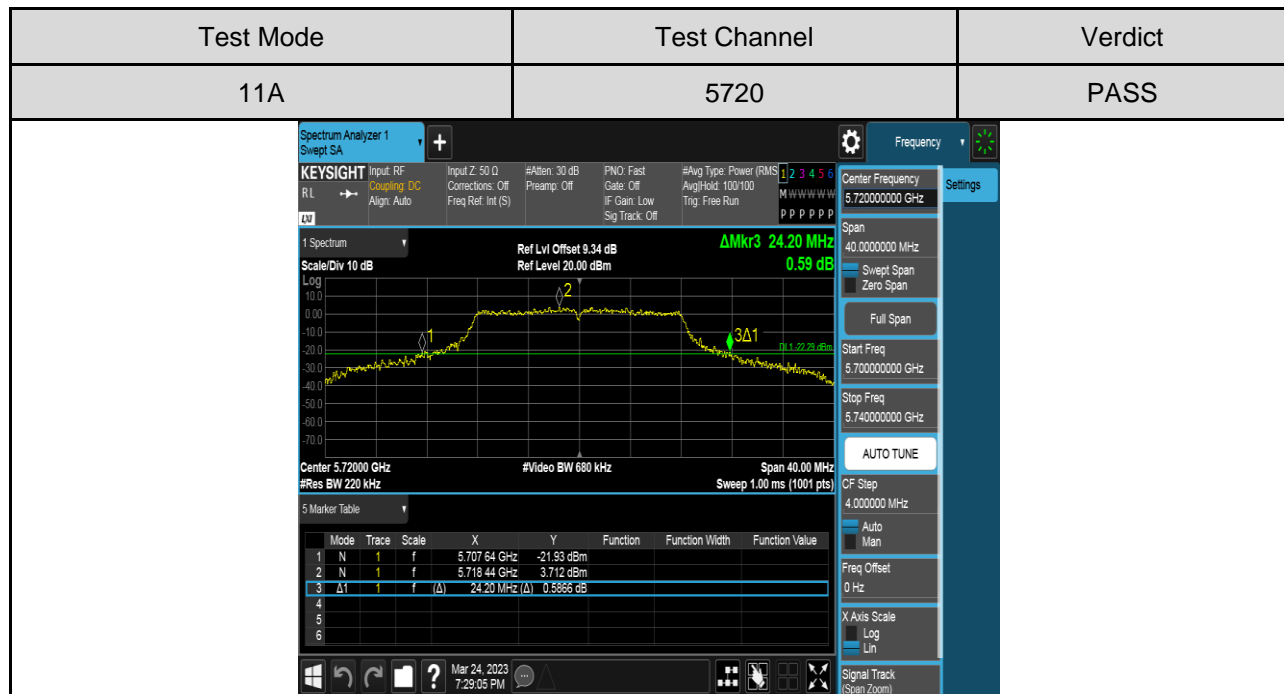 Test Mode Test Channel Verdict
11A 5720 PASS
Spectrum Analyzer 1
Swept SA
+
Frequency
Settings
KEYSIGHT Input: RF Input Z: 50 Ω #Atten: 30 dB PNO: Fast #Avg Type: Power (RMS 1 2 3 4 5 6
RL Coupling: DC Corrections: Off Preamp: Off Gate: Off Avg|Hold: 100/100 M W W W W W
Align: Auto Freq Ref: Int (S) IF Gain: Low Trig: Free Run
LXI Sig Track: Off P P P P P P
Center Frequency
5.720000000 GHz
Span
40.0000000 MHz
Swept Span
Zero Span
Full Span
Start Freq
5.700000000 GHz
Stop Freq
5.740000000 GHz
AUTO TUNE
CF Step
4.000000 MHz
Auto
Man
Freq Offset
0 Hz
X Axis Scale
Log
Lin
Signal Track
(Span Zoom)
1 Spectrum Ref Lvl Offset 9.34 dB ΔMkr3 24.20 MHz
Scale/Div 10 dB Ref Level 20.00 dBm 0.59 dB
Log
10.0
0.00
-10.0
-20.0
-30.0
-40.0
-50.0
-60.0
-70.0
1
2
3Δ1
DL1 -22.29 dBm
Center 5.72000 GHz #Video BW 680 kHz Span 40.00 MHz
#Res BW 220 kHz Sweep 1.00 ms (1001 pts)
5 Marker Table
Mode Trace Scale X Y Function Function Width Function Value
1 N 1 f 5.707 64 GHz -21.93 dBm
2 N 1 f 5.718 44 GHz 3.712 dBm
3 Δ1 1 f (Δ) 24.20 MHz (Δ) 0.5866 dB
4
5
6
? Mar 24, 2023
7:29:05 PM